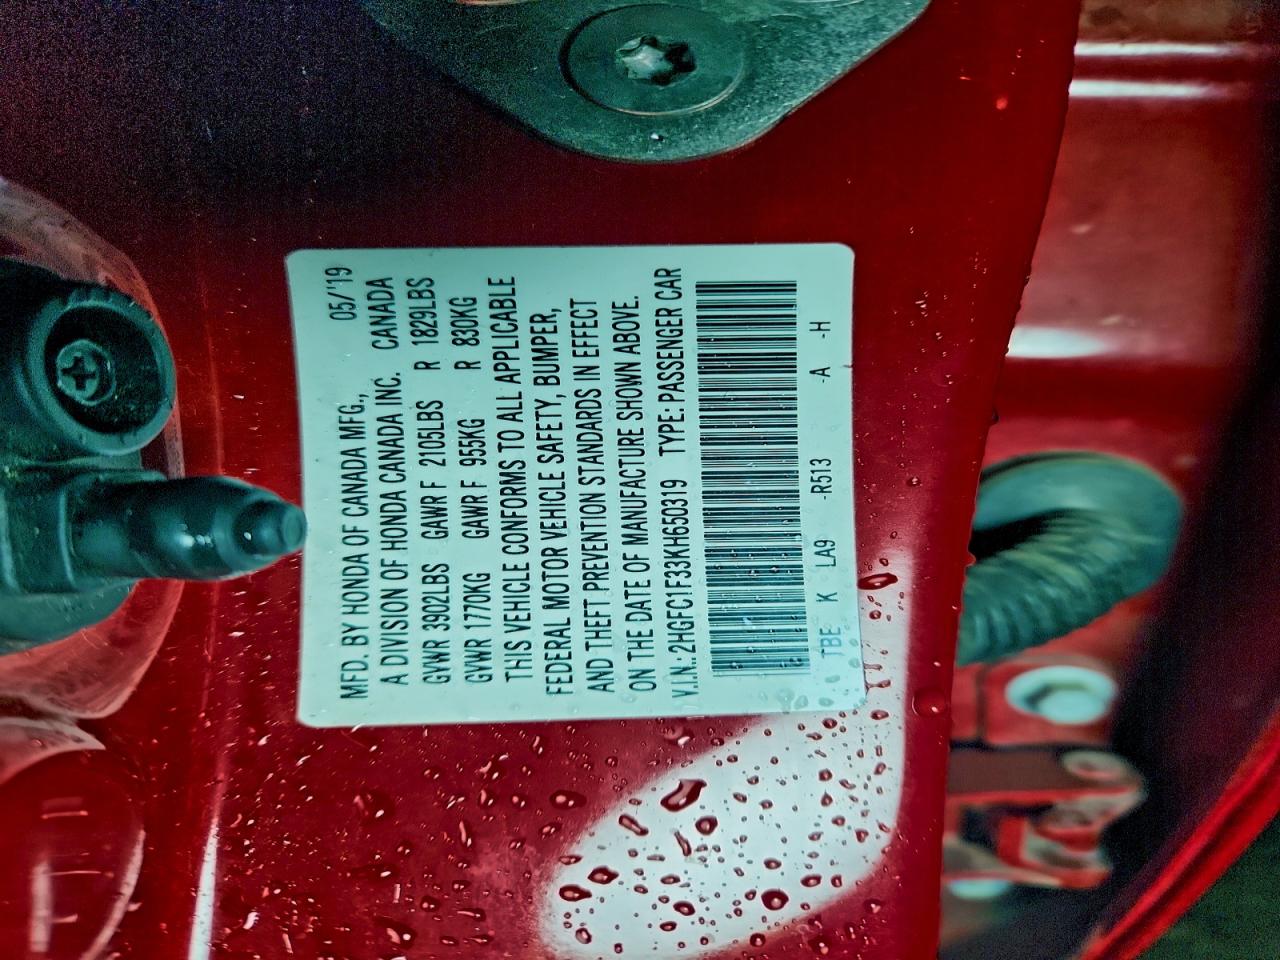 MFD. BY HONDA OF CANADA MFG., 05/'19
A DIVISION OF HONDA CANADA INC. CANADA
GVWR 3902LBS GAWR F 2105LBS R 1829LBS
GVWR 1770KG GAWR F 955KG R 830KG
THIS VEHICLE CONFORMS TO ALL APPLICABLE
FEDERAL MOTOR VEHICLE SAFETY, BUMPER,
AND THEFT PREVENTION STANDARDS IN EFFECT
ON THE DATE OF MANUFACTURE SHOWN ABOVE.
V.I.N.: 2HGFC1F33KH650319 TYPE: PASSENGER CAR
TBE K LA9 -R513 -A -H